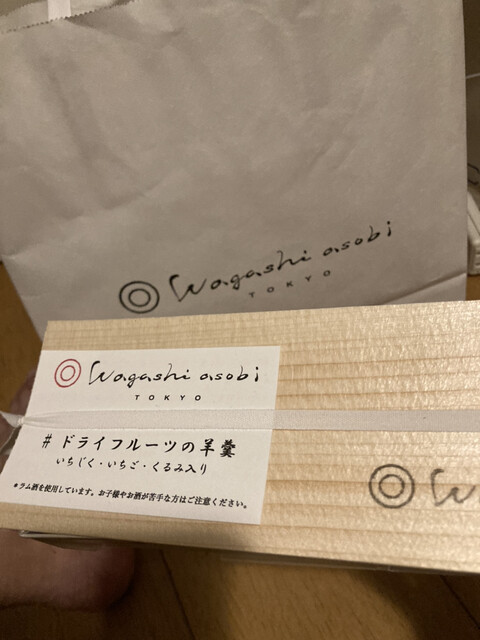 wagashi asobi
TOKYO
wagashi asobi
TOKYO
# ドライフルーツの羊羹
いちじく・いちご・くるみ入り
*ラム酒を使用しています。お子様やお酒が苦手な方はご注意ください。